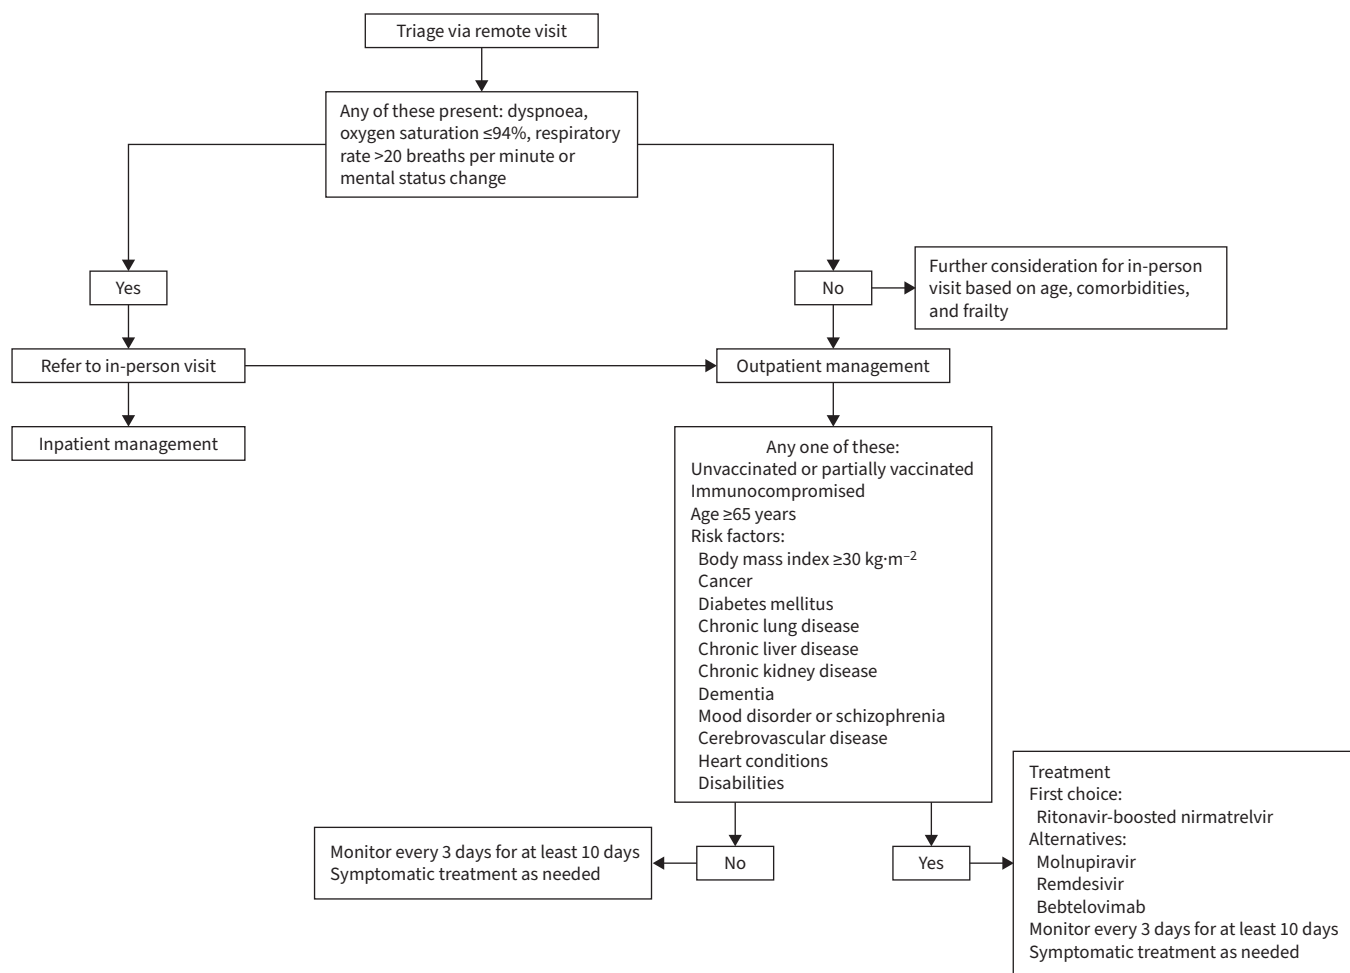 Triage via remote visit
Any of these present: dyspnoea,
oxygen saturation ≤94%, respiratory
rate >20 breaths per minute or
mental status change
Yes
No
Further consideration for in-person
visit based on age, comorbidities,
and frailty
Refer to in-person visit
Outpatient management
Inpatient management
Any one of these:
Unvaccinated or partially vaccinated
Immunocompromised
Age ≥65 years
Risk factors:
Body mass index ≥30 kg·m⁻²
Cancer
Diabetes mellitus
Chronic lung disease
Chronic liver disease
Chronic kidney disease
Dementia
Mood disorder or schizophrenia
Cerebrovascular disease
Heart conditions
Disabilities
No
Yes
Monitor every 3 days for at least 10 days
Symptomatic treatment as needed
Treatment
First choice:
Ritonavir-boosted nirmatrelvir
Alternatives:
Molnupiravir
Remdesivir
Bebtelovimab
Monitor every 3 days for at least 10 days
Symptomatic treatment as needed